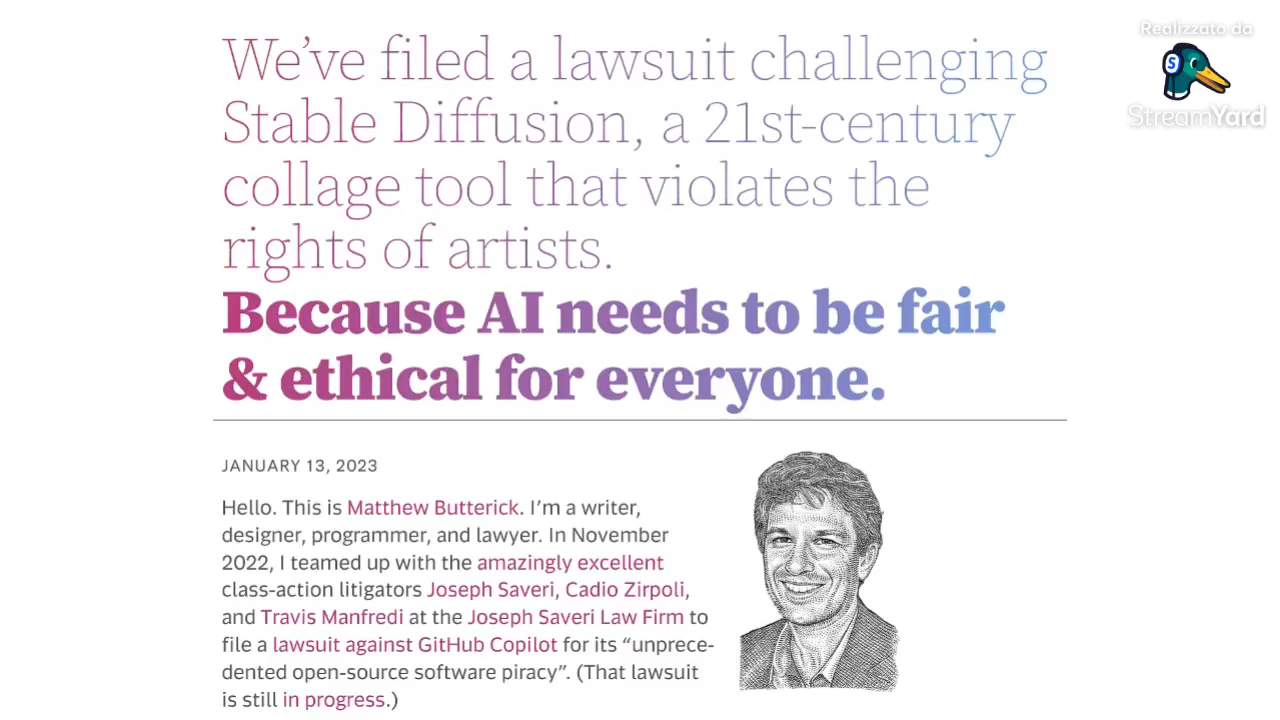 We’ve filed a lawsuit challenging
Stable Diffusion, a 21st-century
collage tool that violates the
rights of artists.
Because AI needs to be fair
& ethical for everyone.
JANUARY 13, 2023
Hello. This is Matthew Butterick. I’m a writer,
designer, programmer, and lawyer. In November
2022, I teamed up with the amazingly excellent
class-action litigators Joseph Saveri, Cadio Zirpoli,
and Travis Manfredi at the Joseph Saveri Law Firm to
file a lawsuit against GitHub Copilot for its “unprece-
dented open-source software piracy”. (That lawsuit
is still in progress.)
Realizzato da
S
StreamYard